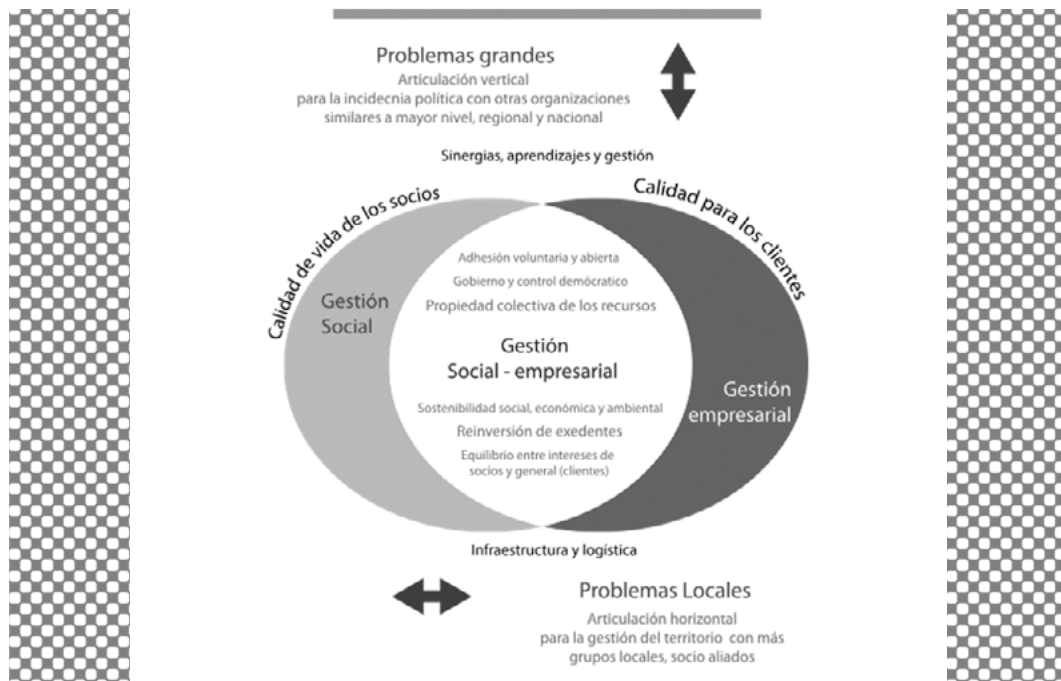 Problemas grandes
Articulación vertical
para la incidecnia política con otras organizaciones
similares a mayor nivel, regional y nacional
Sinergias, aprendizajes y gestión
Calidad de vida de los socios
Calidad para los clientes
Adhesión voluntaria y abierta
Gobierno y control demócratico
Propiedad colectiva de los recursos
Gestión
Social
Gestión
Social - empresarial
Gestión
empresarial
Sostenibilidad social, económica y ambiental
Reinversión de exedentes
Equilibrio entre intereses de
socios y general (clientes)
Infraestructura y logística
Problemas Locales
Articulación horizontal
para la gestión del territorio con más
grupos locales, socio aliados